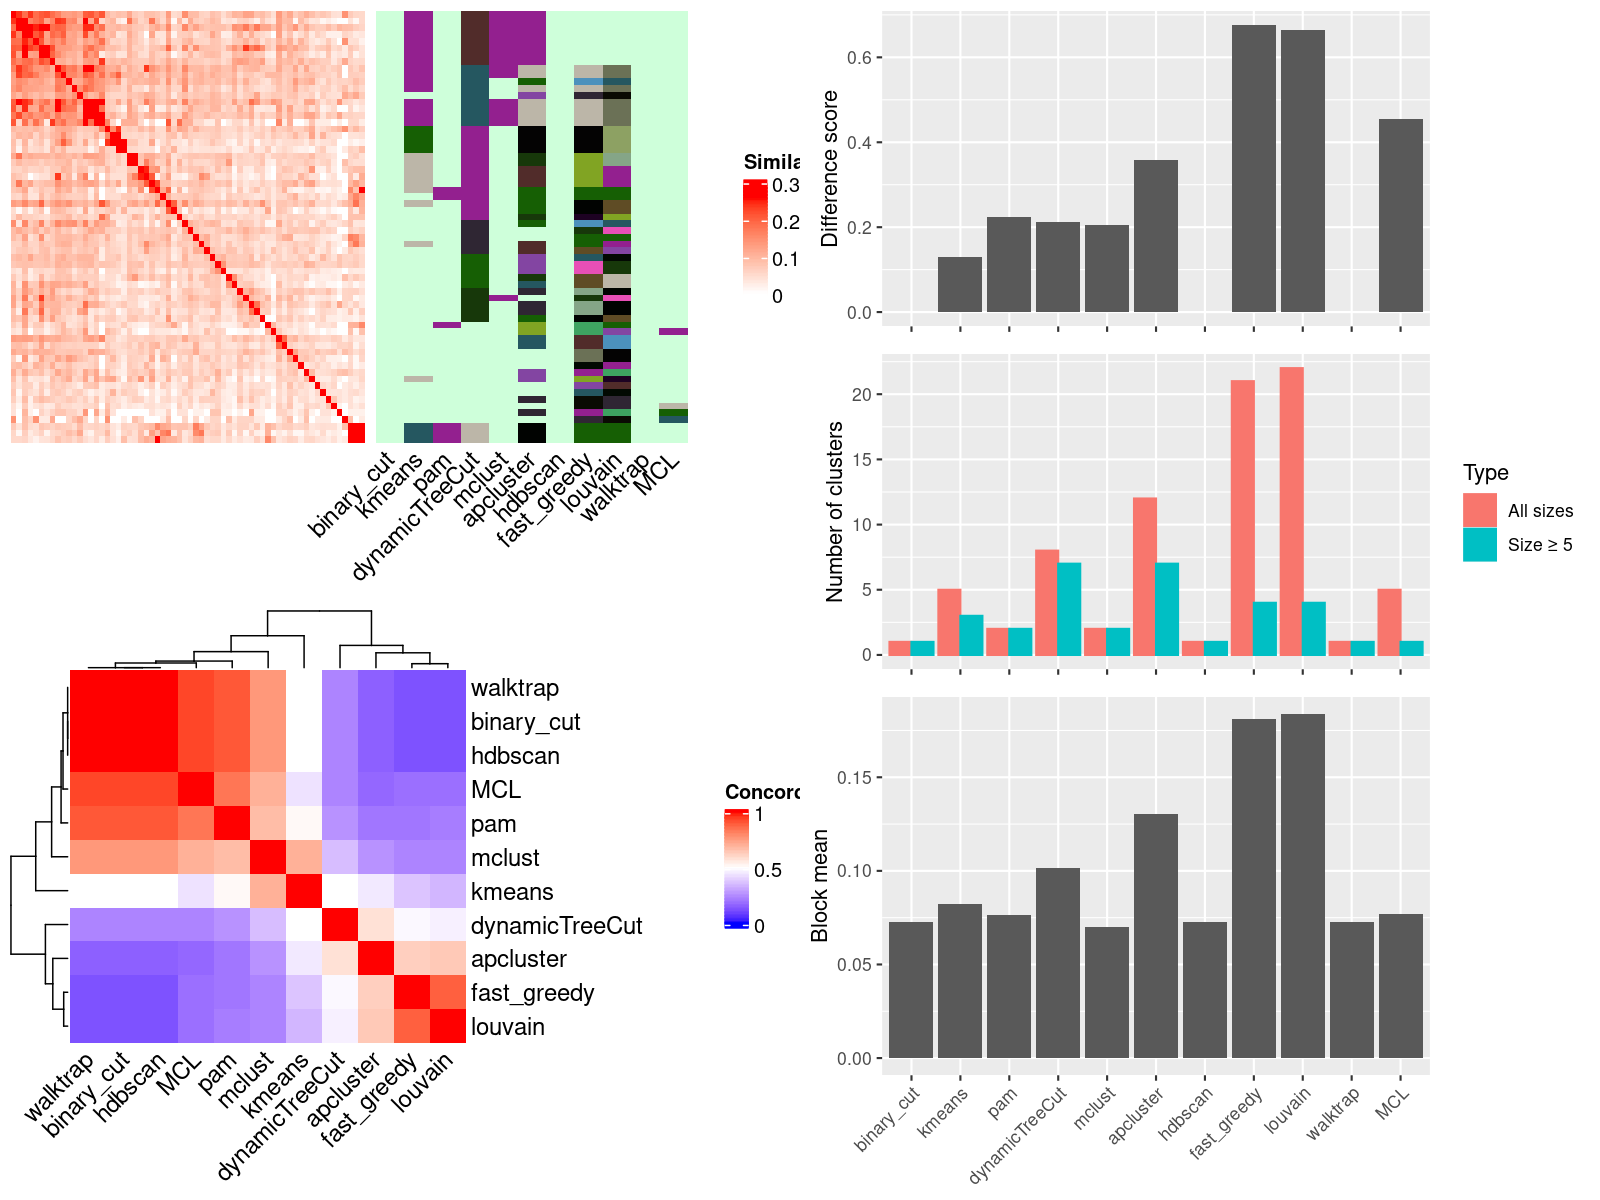 Simila
0.3
0.2
0.1
0
binary_cut
kmeans
pam
dynamicTreeCut
mclust
apcluster
hdbscan
fast_greedy
louvain
walktrap
MCL
walktrap
binary_cut
hdbscan
MCL
pam
mclust
kmeans
dynamicTreeCut
apcluster
fast_greedy
louvain
walktrap
binary_cut
hdbscan
MCL
pam
mclust
kmeans
dynamicTreeCut
apcluster
fast_greedy
louvain
Concord
1
0.5
0
Difference score
0.6
0.4
0.2
0.0
Number of clusters
20
15
10
5
0
Type
All sizes
Size ≥ 5
Block mean
0.15
0.10
0.05
0.00
binary_cut
kmeans
pam
dynamicTreeCut
mclust
apcluster
hdbscan
fast_greedy
louvain
walktrap
MCL